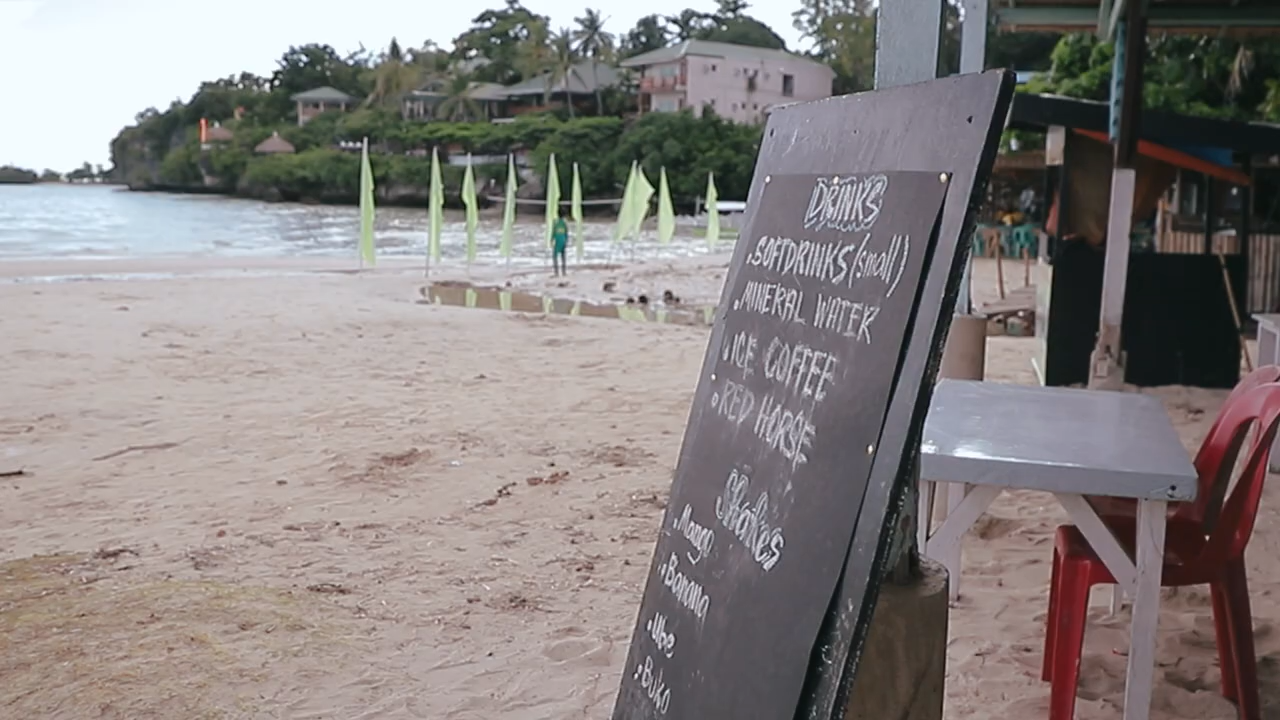 DRINKS
.SOFTDRINKS (small)
.MINERAL WATER
.ICE COFFEE
.RED HORSE
Shakes
.Mango
.Banana
.Ube
.Buko